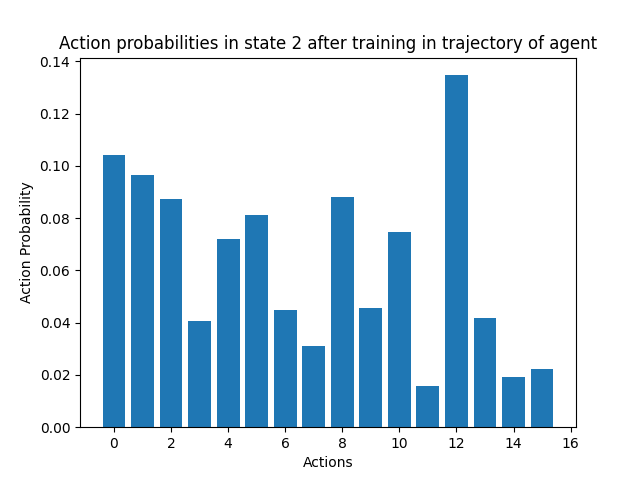 Action probabilities in state 2 after training in trajectory of agent
0.14
0.12
0.10
0.08
0.06
0.04
0.02
0.00
Action Probability
0 2 4 6 8 10 12 14 16
Actions